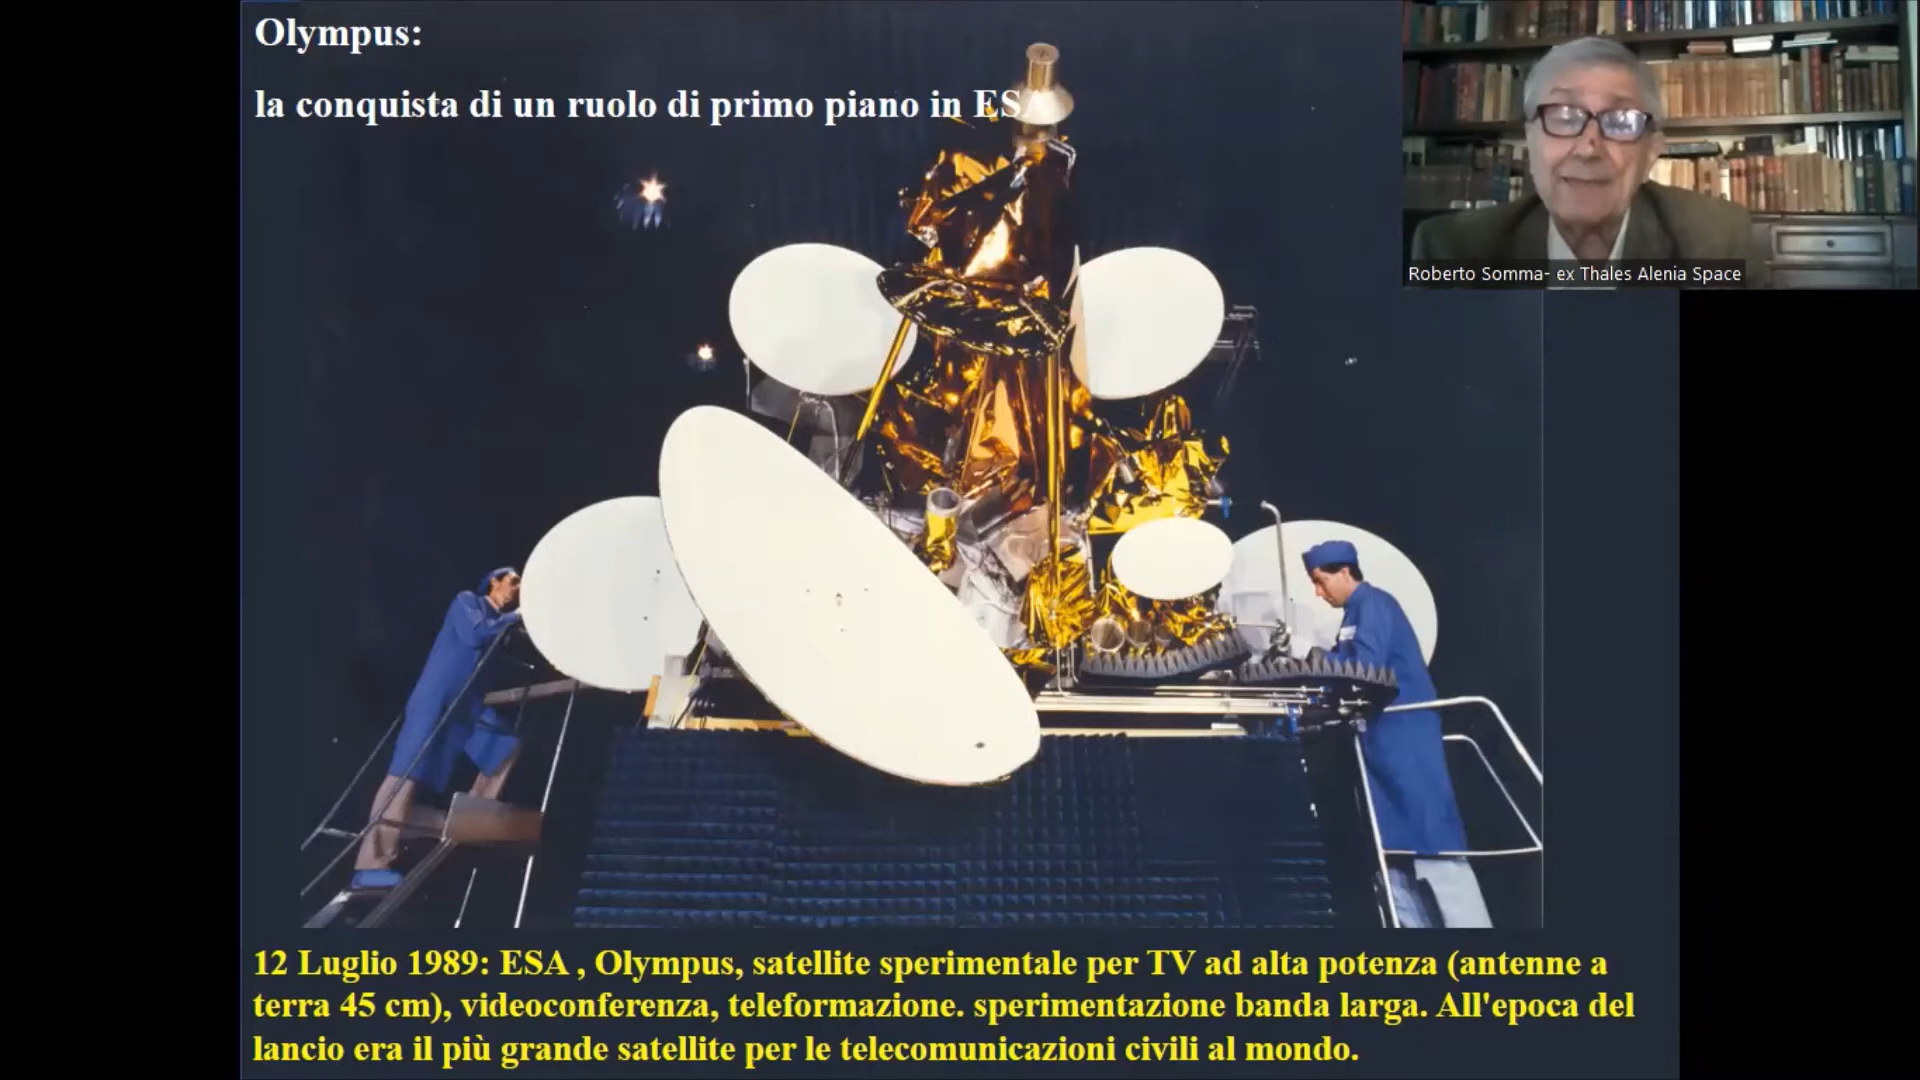 Olympus:
la conquista di un ruolo di primo piano in ESA
Roberto Somma- ex Thales Alenia Space
12 Luglio 1989: ESA , Olympus, satellite sperimentale per TV ad alta potenza (antenne a
terra 45 cm), videoconferenza, teleformazione. sperimentazione banda larga. All'epoca del
lancio era il più grande satellite per le telecomunicazioni civili al mondo.